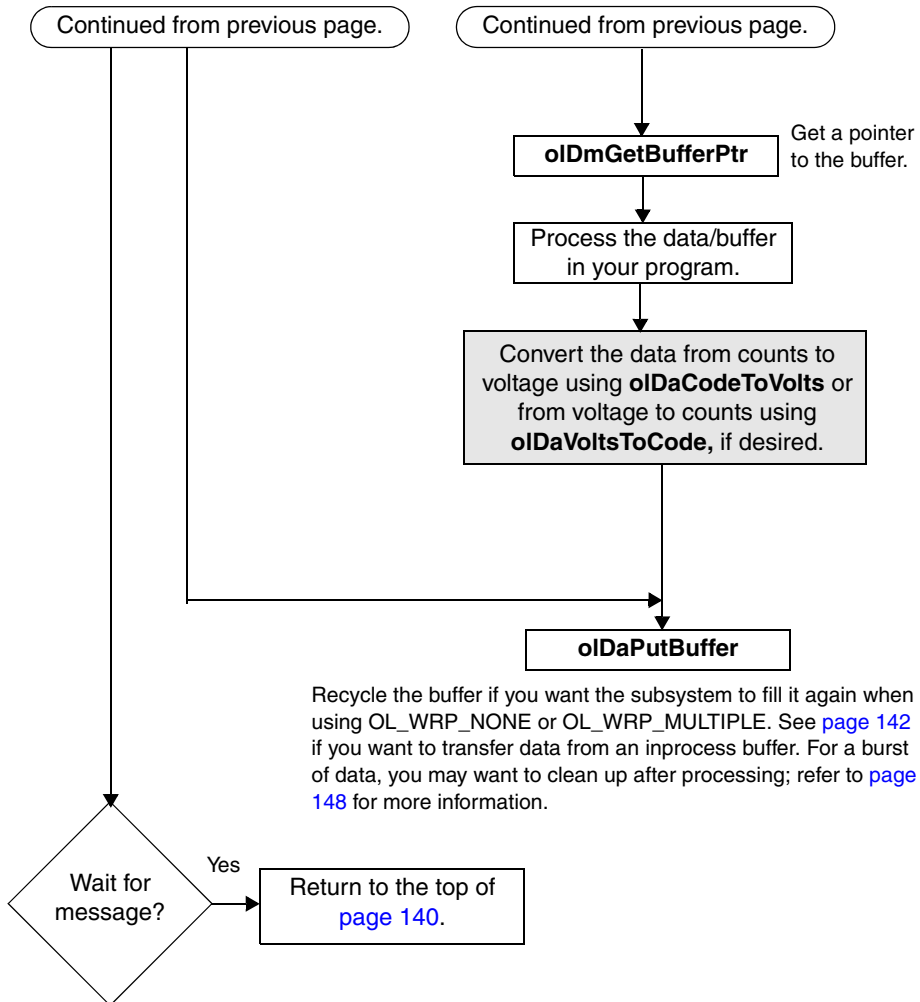 Continued from previous page.
Continued from previous page.
olDmGetBufferPtr
Get a pointer
to the buffer.
Process the data/buffer
in your program.
Convert the data from counts to
voltage using olDaCodeToVolts or
from voltage to counts using
olDaVoltsToCode, if desired.
olDaPutBuffer
Recycle the buffer if you want the subsystem to fill it again when
using OL_WRP_NONE or OL_WRP_MULTIPLE. See page 142
if you want to transfer data from an inprocess buffer. For a burst
of data, you may want to clean up after processing; refer to page
148 for more information.
Wait for
message?
Yes
Return to the top of
page 140.